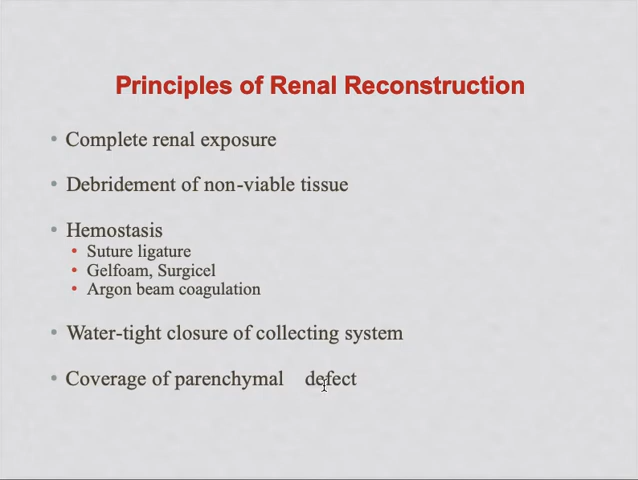 Principles of Renal Reconstruction
• Complete renal exposure
• Debridement of non-viable tissue
• Hemostasis
• Suture ligature
• Gelfoam, Surgicel
• Argon beam coagulation
• Water-tight closure of collecting system
• Coverage of parenchymal defect